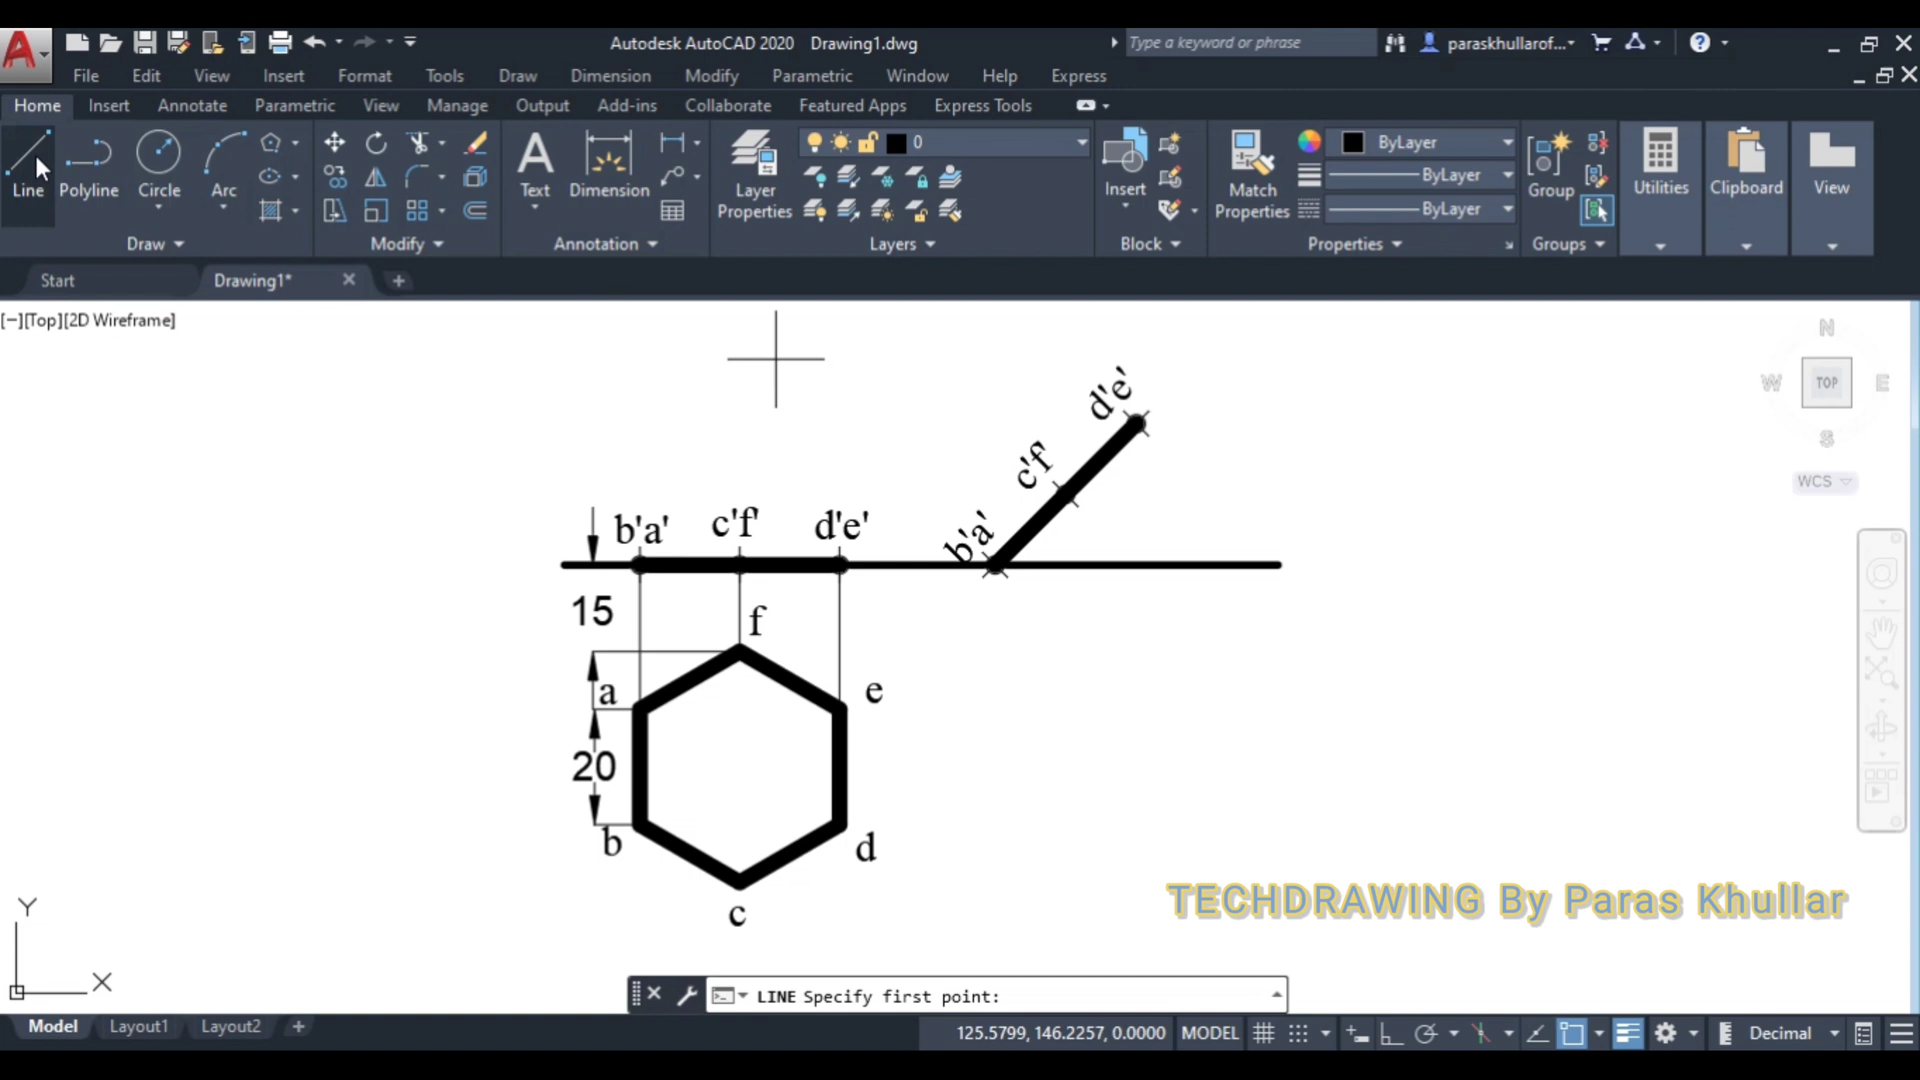 Autodesk AutoCAD 2020 Drawing1.dwg
Type a keyword or phrase
paraskhullarof...
File Edit View Insert Format Tools Draw Dimension Modify Parametric Window Help Express
Home Insert Annotate Parametric View Manage Output Add-ins Collaborate Featured Apps Express Tools
Line Polyline Circle Arc
Text Dimension
Layer Properties
0
Insert
Match Properties
ByLayer
ByLayer
ByLayer
Group
Utilities Clipboard View
Draw Modify Annotation Layers Block Properties Groups
Start Drawing1* +
[−][Top][2D Wireframe]
N
W TOP E
S
WCS
d'e'
c'f'
b'a'
b'a' c'f' d'e'
15
f
a
e
20
b
d
c
TECHDRAWING By Paras Khullar
Y
X
LINE Specify first point:
Model Layout1 Layout2 +
125.5799, 146.2257, 0.0000 MODEL
Decimal